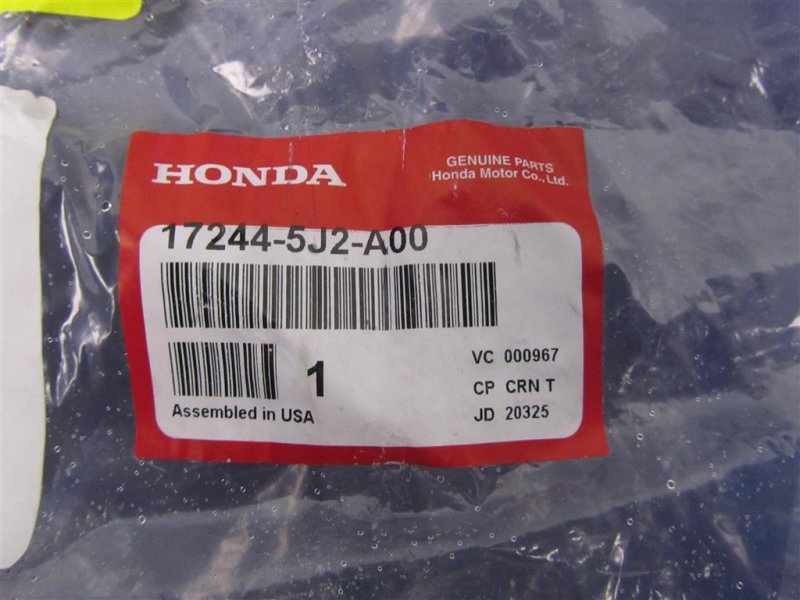 HONDA
GENUINE PARTS
Honda Motor Co., Ltd.
17244-5J2-A00
1
VC 000967
CP CRN T
JD 20325
Assembled in USA